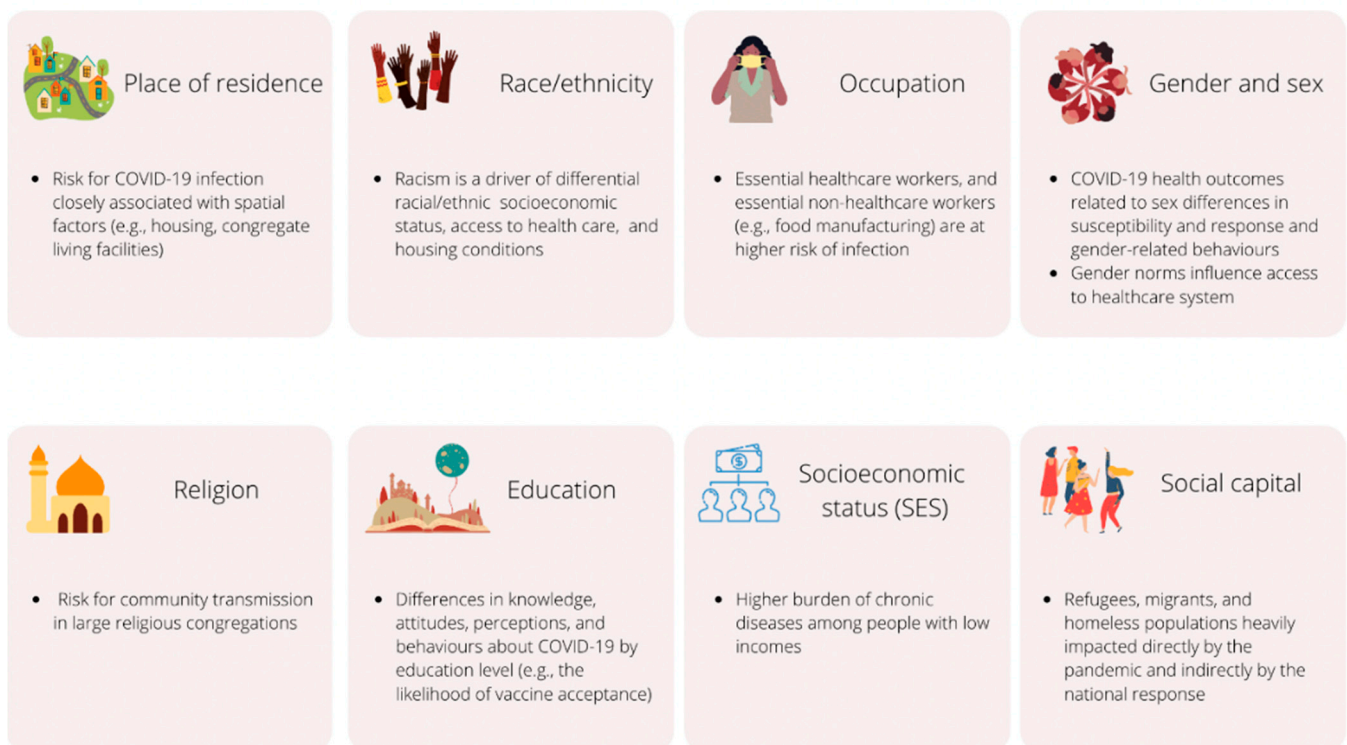 Place of residence
• Risk for COVID-19 infection
closely associated with spatial
factors (e.g., housing, congregate
living facilities)
Race/ethnicity
• Racism is a driver of differential
racial/ethnic socioeconomic
status, access to health care, and
housing conditions
Occupation
• Essential healthcare workers, and
essential non-healthcare workers
(e.g., food manufacturing) are at
higher risk of infection
Gender and sex
• COVID-19 health outcomes
related to sex differences in
susceptibility and response and
gender-related behaviours
• Gender norms influence access
to healthcare system
Religion
• Risk for community transmission
in large religious congregations
Education
• Differences in knowledge,
attitudes, perceptions, and
behaviours about COVID-19 by
education level (e.g., the
likelihood of vaccine acceptance)
$
Socioeconomic
status (SES)
• Higher burden of chronic
diseases among people with low
incomes
Social capital
• Refugees, migrants, and
homeless populations heavily
impacted directly by the
pandemic and indirectly by the
national response